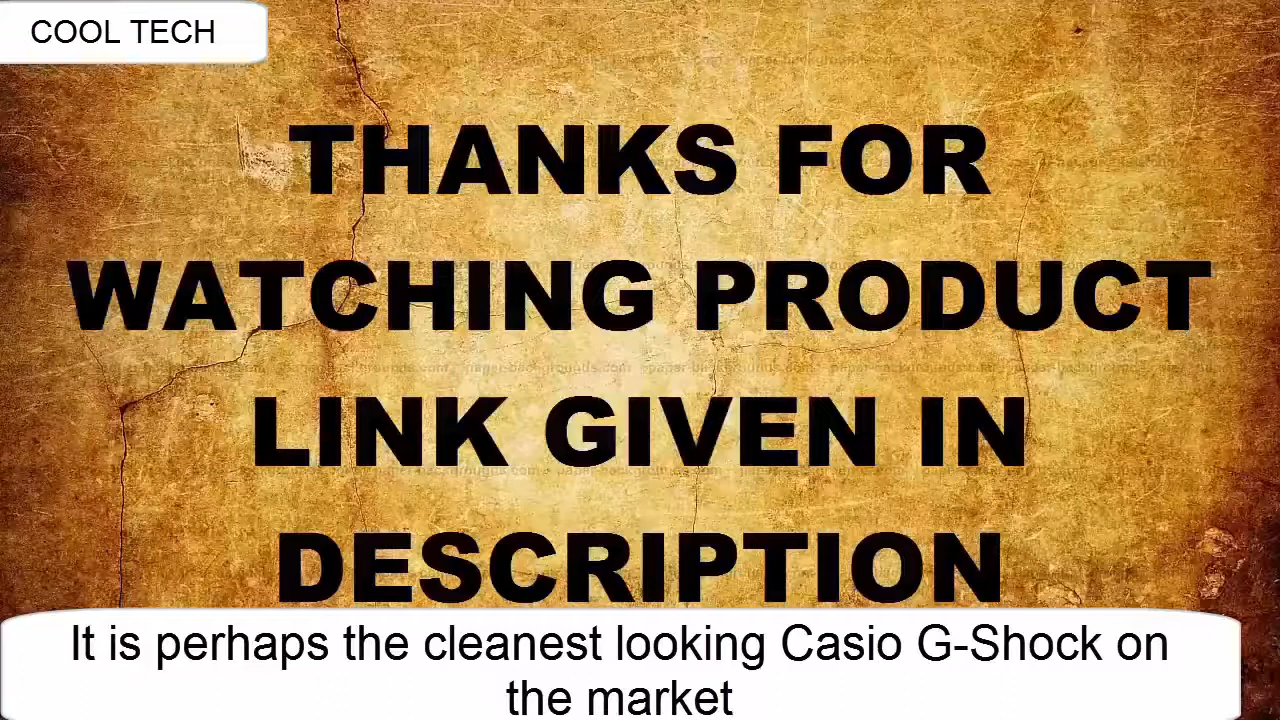 COOL TECH
THANKS FOR
WATCHING PRODUCT
LINK GIVEN IN
DESCRIPTION
It is perhaps the cleanest looking Casio G-Shock on
the market